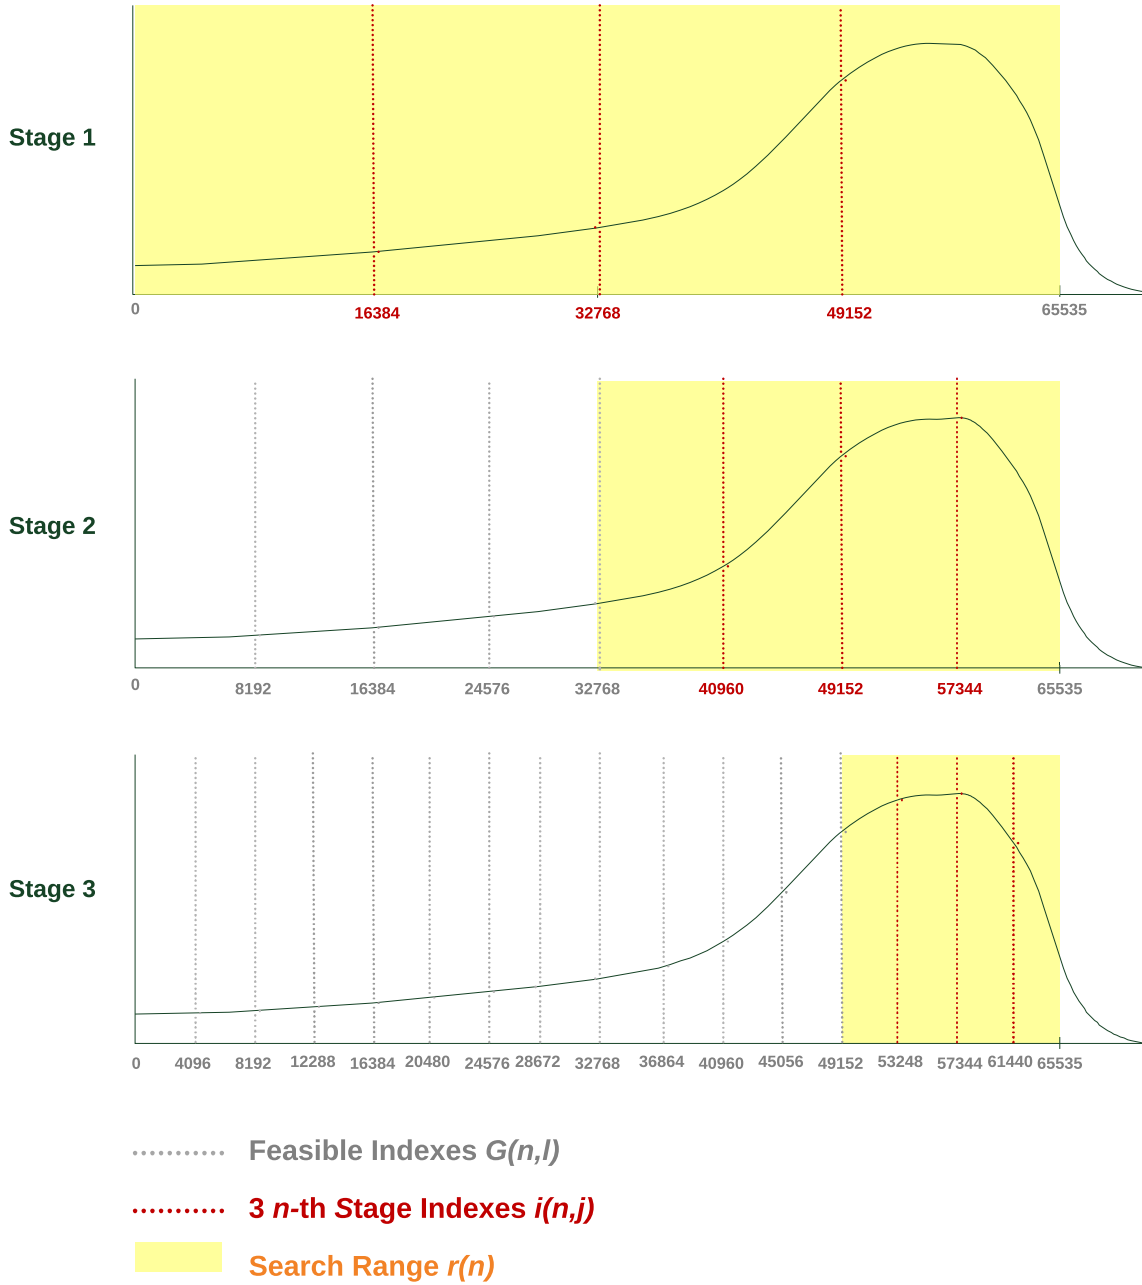 Stage 1
0 16384 32768 49152 65535
Stage 2
0 8192 16384 24576 32768 40960 49152 57344 65535
Stage 3
0 4096 8192 12288 16384 20480 24576 28672 32768 36864 40960 45056 49152 53248 57344 61440 65535
Feasible Indexes G(n,l)
3 n-th Stage Indexes i(n,j)
Search Range r(n)